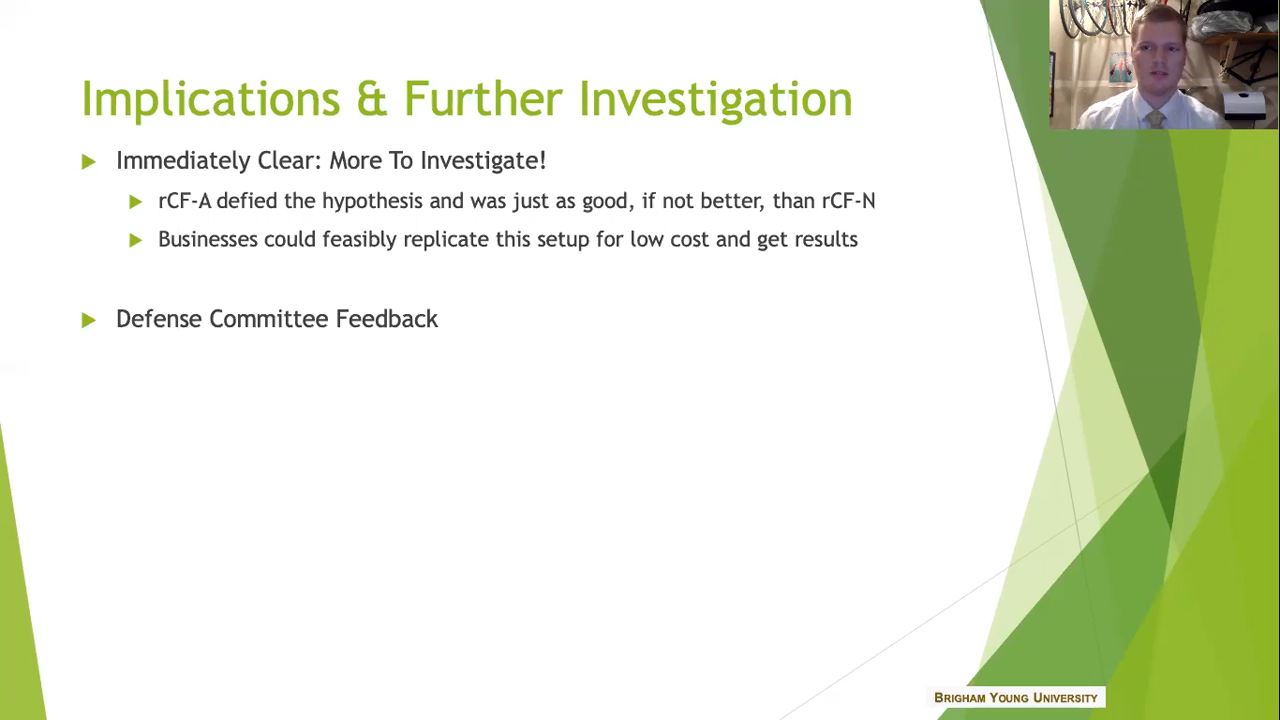 Implications & Further Investigation
Immediately Clear: More To Investigate!
rCF-A defied the hypothesis and was just as good, if not better, than rCF-N
Businesses could feasibly replicate this setup for low cost and get results
Defense Committee Feedback
BRIGHAM YOUNG UNIVERSITY